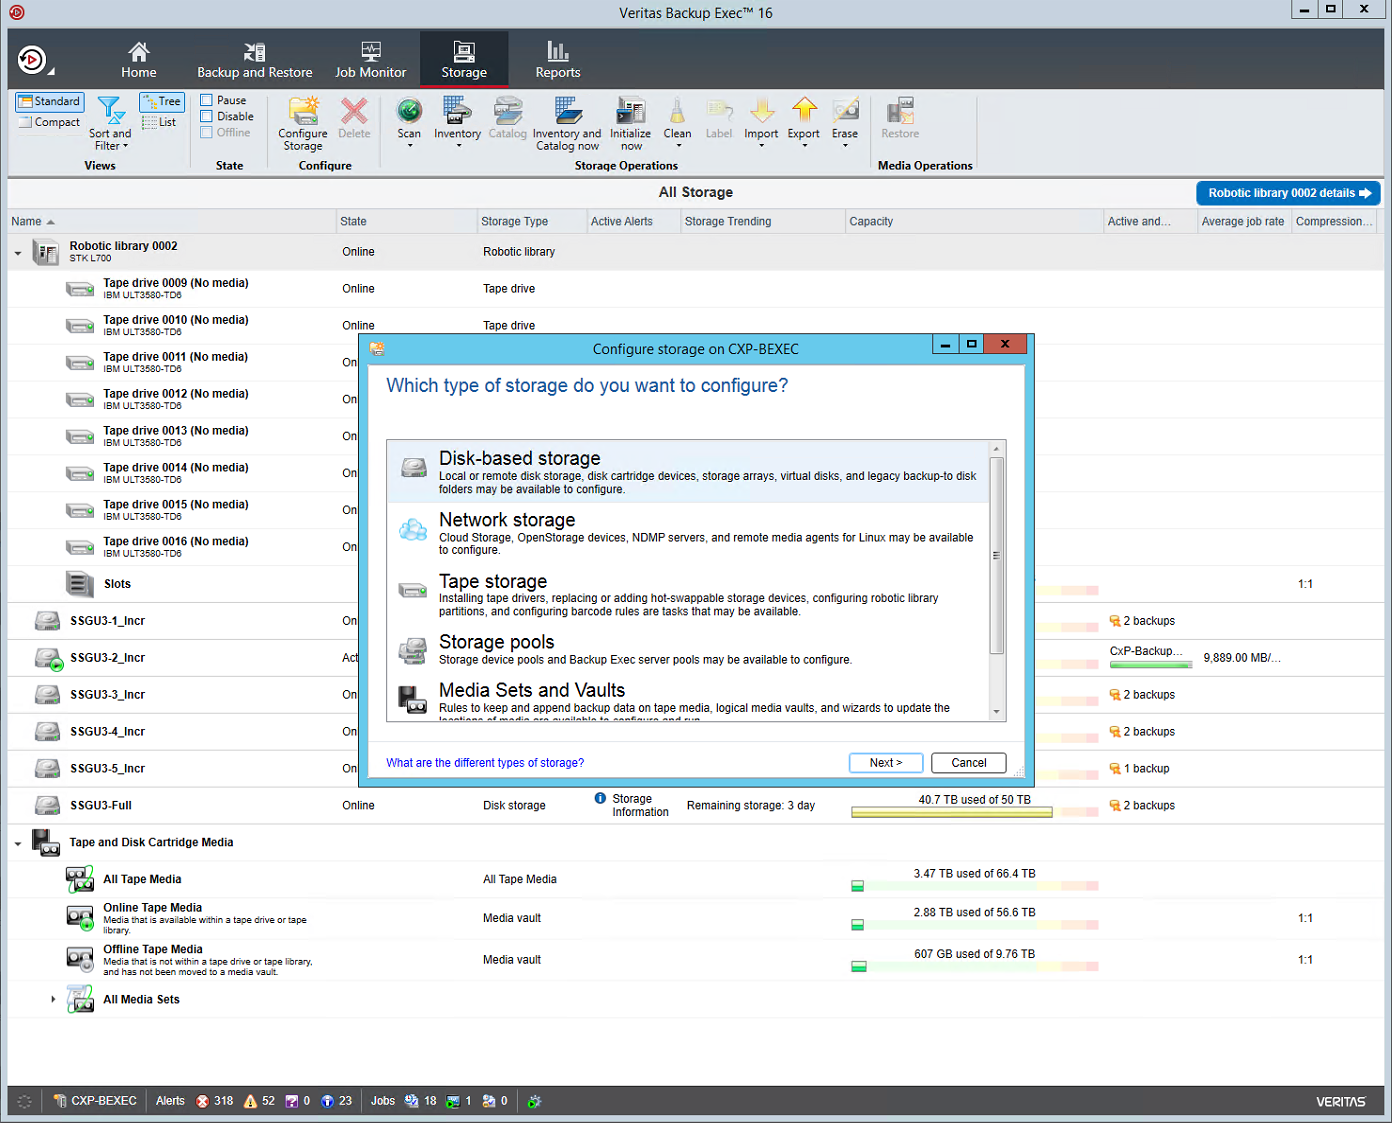 Veritas Backup Exec™ 16
Home
Backup and Restore
Job Monitor
Storage
Reports
Standard
Compact
Sort and
Filter
Tree
List
Views
Pause
Disable
Offline
State
Configure
Storage
Delete
Configure
Scan
Inventory
Catalog
Inventory and
Catalog now
Initialize
now
Clean
Label
Import
Export
Erase
Storage Operations
Restore
Media Operations
All Storage
Robotic library 0002 details
Name State Storage Type Active Alerts Storage Trending Capacity Active and... Average job rate Compression...
Robotic library 0002
STK L700
Online Robotic library
Tape drive 0009 (No media)
IBM ULT3580-TD6
Online Tape drive
Tape drive 0010 (No media)
IBM ULT3580-TD6
Online Tape drive
Tape drive 0011 (No media)
IBM ULT3580-TD6
On
Tape drive 0012 (No media)
IBM ULT3580-TD6
On
Tape drive 0013 (No media)
IBM ULT3580-TD6
On
Tape drive 0014 (No media)
IBM ULT3580-TD6
On
Tape drive 0015 (No media)
IBM ULT3580-TD6
On
Tape drive 0016 (No media)
IBM ULT3580-TD6
On
Slots 1:1
SSGU3-1_Incr On 2 backups
SSGU3-2_Incr Act CxP-Backup... 9,889.00 MB/...
SSGU3-3_Incr On 2 backups
SSGU3-4_Incr On 2 backups
SSGU3-5_Incr On 1 backup
Configure storage on CXP-BEXEC
Which type of storage do you want to configure?
Disk-based storage
Local or remote disk storage, disk cartridge devices, storage arrays, virtual disks, and legacy backup-to disk
folders may be available to configure.
Network storage
Cloud Storage, OpenStorage devices, NDMP servers, and remote media agents for Linux may be available
to configure.
Tape storage
Installing tape drivers, replacing or adding hot-swappable storage devices, configuring robotic library
partitions, and configuring barcode rules are tasks that may be available.
Storage pools
Storage device pools and Backup Exec server pools may be available to configure.
Media Sets and Vaults
Rules to keep and append backup data on tape media, logical media vaults, and wizards to update the
locations of media are available to configure and run.
What are the different types of storage?
Next >
Cancel
SSGU3-Full Online Disk storage
Storage
Information
Remaining storage: 3 day
40.7 TB used of 50 TB
2 backups
Tape and Disk Cartridge Media
All Tape Media All Tape Media 3.47 TB used of 66.4 TB
Online Tape Media
Media that is available within a tape drive or tape
library.
Media vault 2.88 TB used of 56.6 TB 1:1
Offline Tape Media
Media that is not within a tape drive or tape library,
and has not been moved to a media vault.
Media vault 607 GB used of 9.76 TB 1:1
All Media Sets
CXP-BEXEC Alerts 318 52 0 23 Jobs 18 1 0
VERITAS